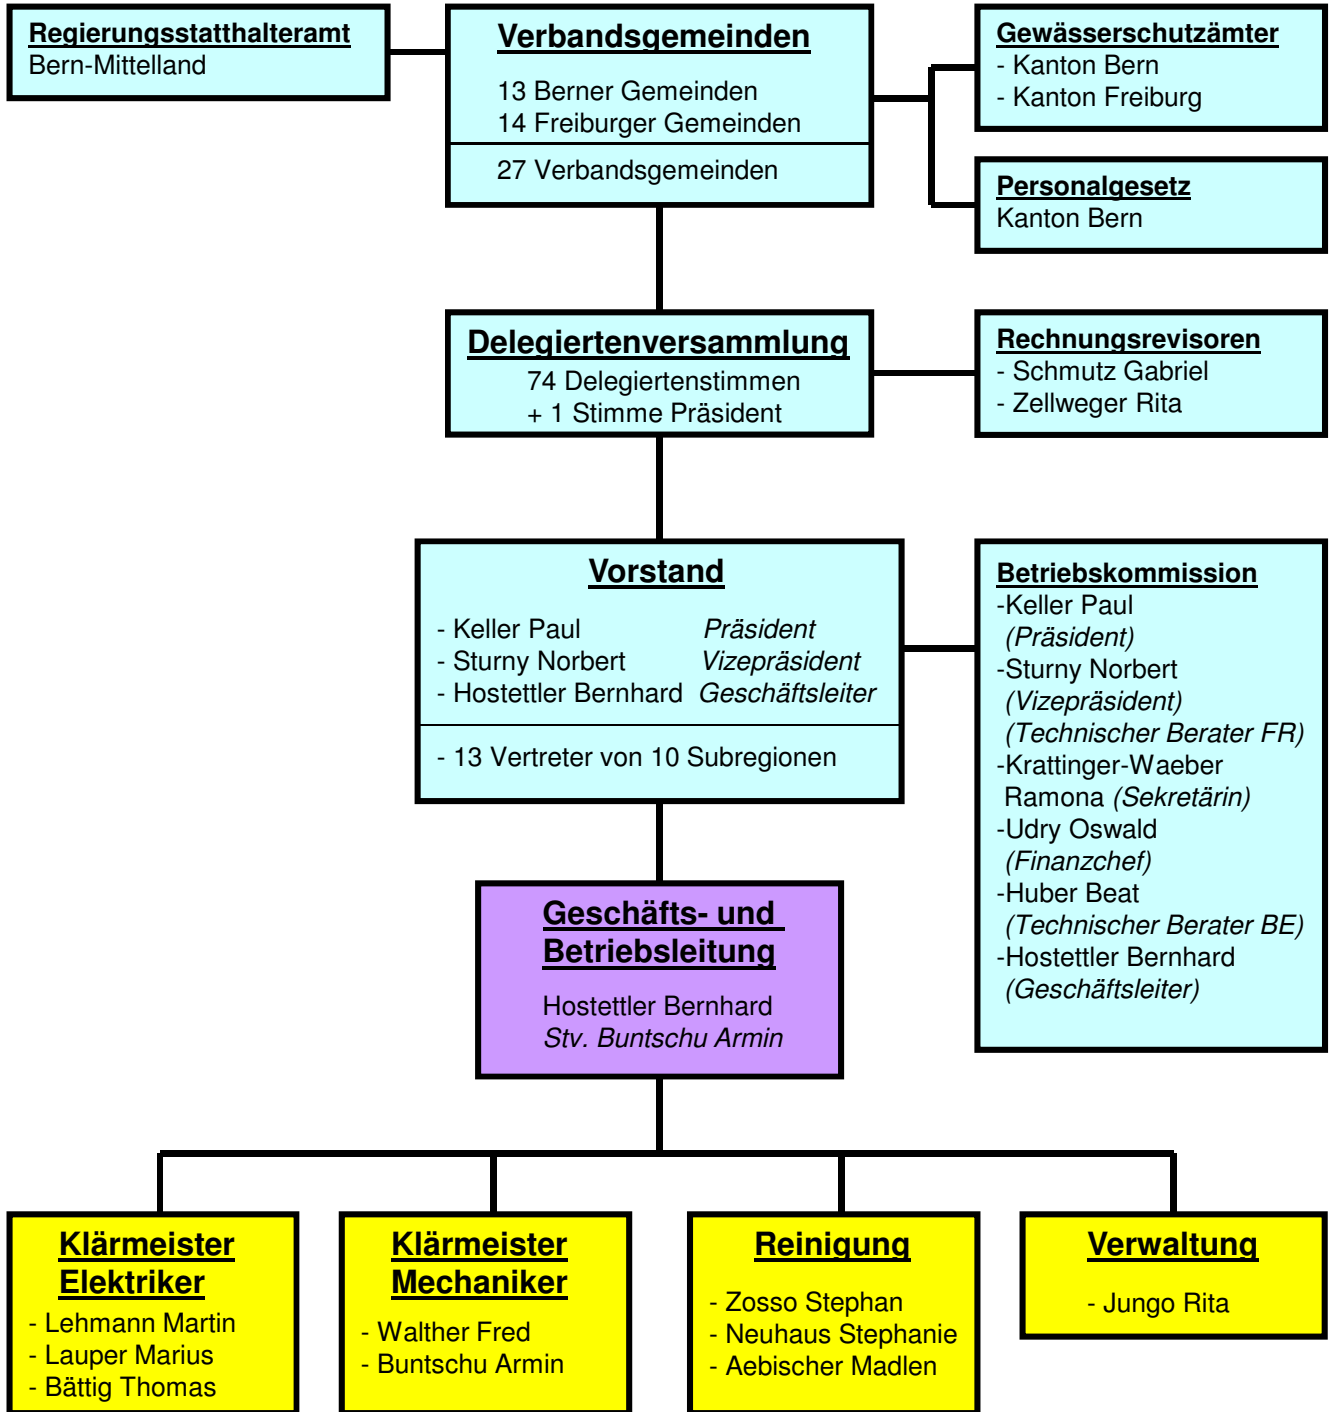 Regierungsstatthalteramt
Bern-Mittelland
Verbandsgemeinden
13 Berner Gemeinden
14 Freiburger Gemeinden
27 Verbandsgemeinden
Gewässerschutzämter
- Kanton Bern
- Kanton Freiburg
Personalgesetz
Kanton Bern
Delegiertenversammlung
74 Delegiertenstimmen
+ 1 Stimme Präsident
Rechnungsrevisoren
- Schmutz Gabriel
- Zellweger Rita
Vorstand
- Keller Paul Präsident
- Sturny Norbert Vizepräsident
- Hostettler Bernhard Geschäftsleiter
- 13 Vertreter von 10 Subregionen
Betriebskommission
-Keller Paul
(Präsident)
-Sturny Norbert
(Vizepräsident)
(Technischer Berater FR)
-Krattinger-Waeber
Ramona (Sekretärin)
-Udry Oswald
(Finanzchef)
-Huber Beat
(Technischer Berater BE)
-Hostettler Bernhard
(Geschäftsleiter)
Geschäfts- und
Betriebsleitung
Hostettler Bernhard
Stv. Buntschu Armin
Klärmeister
Elektriker
- Lehmann Martin
- Lauper Marius
- Bättig Thomas
Klärmeister
Mechaniker
- Walther Fred
- Buntschu Armin
Reinigung
- Zosso Stephan
- Neuhaus Stephanie
- Aebischer Madlen
Verwaltung
- Jungo Rita